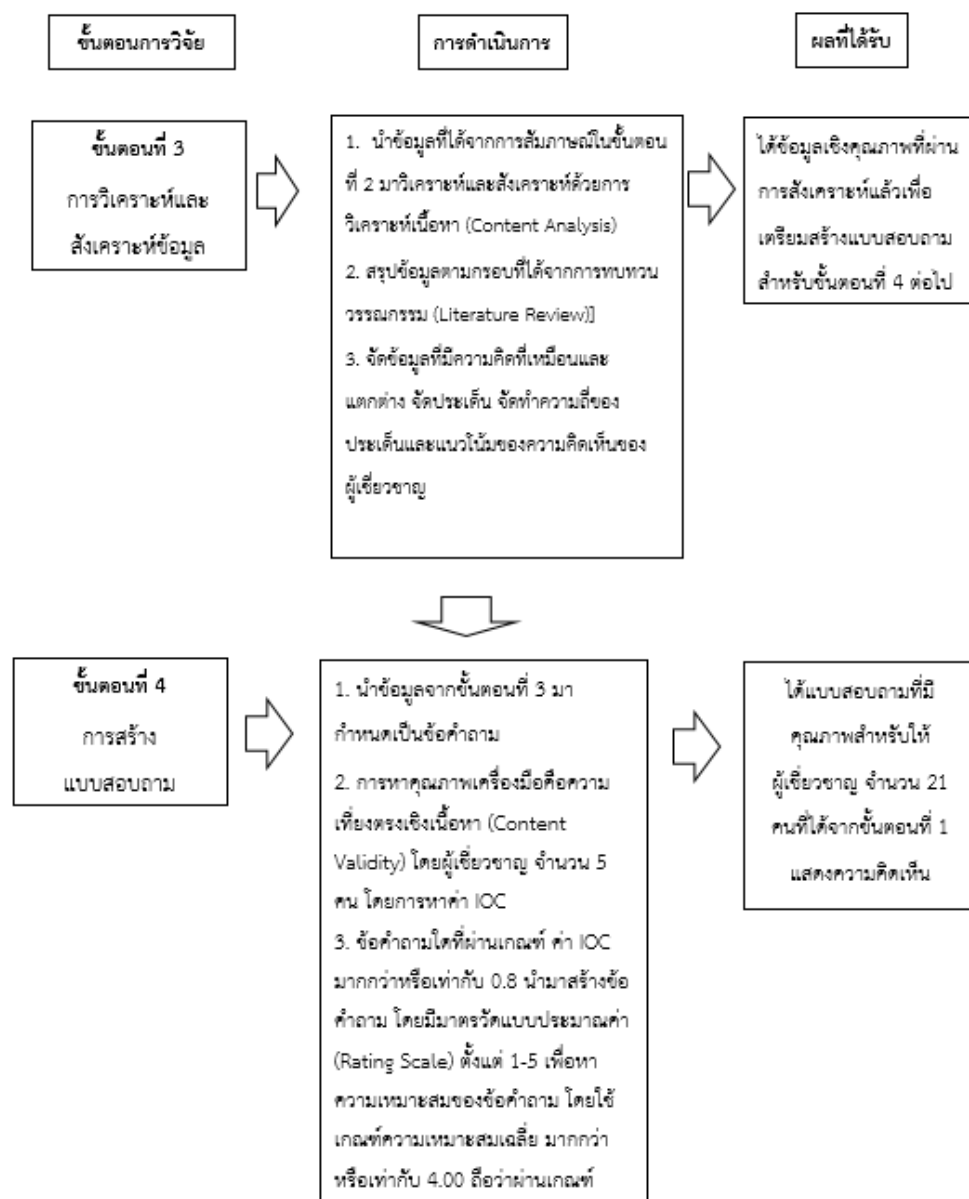 ขั้นตอนการวิจัย
การดำเนินการ
ผลที่ได้รับ
ขั้นตอนที่ 3
การวิเคราะห์และ
สังเคราะห์ข้อมูล
1. นำข้อมูลที่ได้จากการสัมภาษณ์ในขั้นตอน
ที่ 2 มาวิเคราะห์และสังเคราะห์ด้วยการ
วิเคราะห์เนื้อหา (Content Analysis)
2. สรุปข้อมูลตามกรอบที่ได้จากการทบทวน
วรรณกรรม (Literature Review)]
3. จัดข้อมูลที่มีความคิดที่เหมือนและ
แตกต่าง จัดประเด็น จัดทำความถี่ของ
ประเด็นและแนวโน้มของความคิดเห็นของ
ผู้เชี่ยวชาญ
ได้ข้อมูลเชิงคุณภาพที่ผ่าน
การสังเคราะห์แล้วเพื่อ
เตรียมสร้างแบบสอบถาม
สำหรับขั้นตอนที่ 4 ต่อไป
ขั้นตอนที่ 4
การสร้าง
แบบสอบถาม
1. นำข้อมูลจากขั้นตอนที่ 3 มา
กำหนดเป็นข้อคำถาม
2. การหาคุณภาพเครื่องมือคือความ
เที่ยงตรงเชิงเนื้อหา (Content
Validity) โดยผู้เชี่ยวชาญ จำนวน 5
คน โดยการหาค่า IOC
3. ข้อคำถามใดที่ผ่านเกณฑ์ ค่า IOC
มากกว่าหรือเท่ากับ 0.8 นำมาสร้างข้อ
คำถาม โดยมีมาตรวัดแบบประมาณค่า
(Rating Scale) ตั้งแต่ 1-5 เพื่อหา
ความเหมาะสมของข้อคำถาม โดยใช้
เกณฑ์ความเหมาะสมเฉลี่ย มากกว่า
หรือเท่ากับ 4.00 ถือว่าผ่านเกณฑ์
ได้แบบสอบถามที่มี
คุณภาพสำหรับให้
ผู้เชี่ยวชาญ จำนวน 21
คนที่ได้จากขั้นตอนที่ 1
แสดงความคิดเห็น